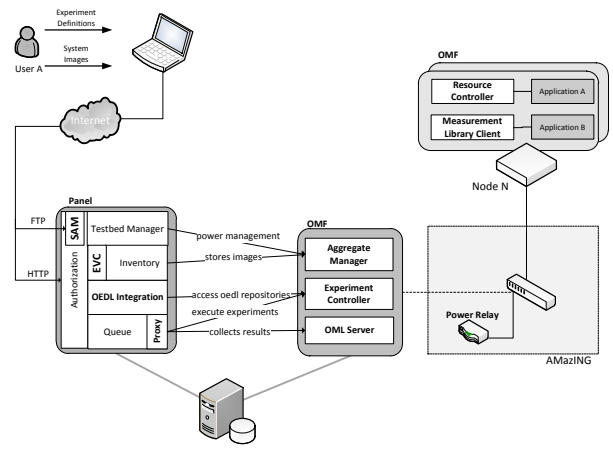 Experiment
Definitions
System
Images
User A
Internet
OMF
Resource
Controller
Application A
Measurement
Library Client
Application B
Node N
Panel
FTP
HTTP
SAM
Authorization
Testbed Manager
EVC
Inventory
OEDL Integration
Queue
Proxy
power management
stores images
access oedl repositories
execute experiments
collects results
OMF
Aggregate
Manager
Experiment
Controller
OML Server
Power Relay
AMazING